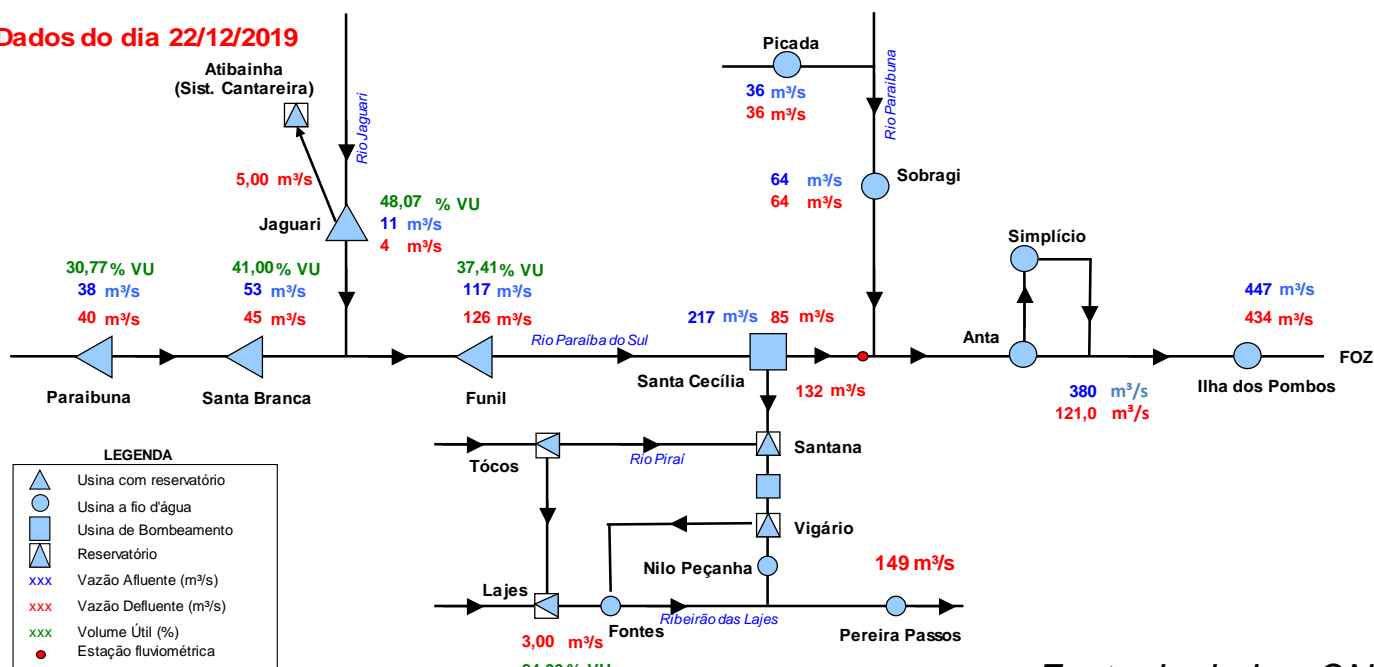 Dados do dia 22/12/2019
Atibainha
(Sist. Cantareira)
5,00 m³/s
Rio Jaguari
Jaguari
48,07 % VU
11 m³/s
4 m³/s
Picada
36 m³/s
36 m³/s
Rio Paraibuna
64 m³/s
64 m³/s
Sobragi
Simplício
30,77 % VU
38 m³/s
40 m³/s
Paraibuna
41,00 % VU
53 m³/s
45 m³/s
Santa Branca
37,41 % VU
117 m³/s
126 m³/s
Funil
Rio Paraíba do Sul
217 m³/s 85 m³/s
Santa Cecília
132 m³/s
Anta
380 m³/s
121,0 m³/s
447 m³/s
434 m³/s
Ilha dos Pombos
FOZ
Tócos
Rio Piraí
Santana
Vigário
Nilo Peçanha
149 m³/s
Lajes
3,00 m³/s
Fontes
Ribeirão das Lajes
Pereira Passos
LEGENDA
Usina com reservatório
Usina a fio d'água
Usina de Bombeamento
Reservatório
xxx Vazão Afluente (m³/s)
xxx Vazão Defluente (m³/s)
xxx Volume Útil (%)
Estação fluviométrica